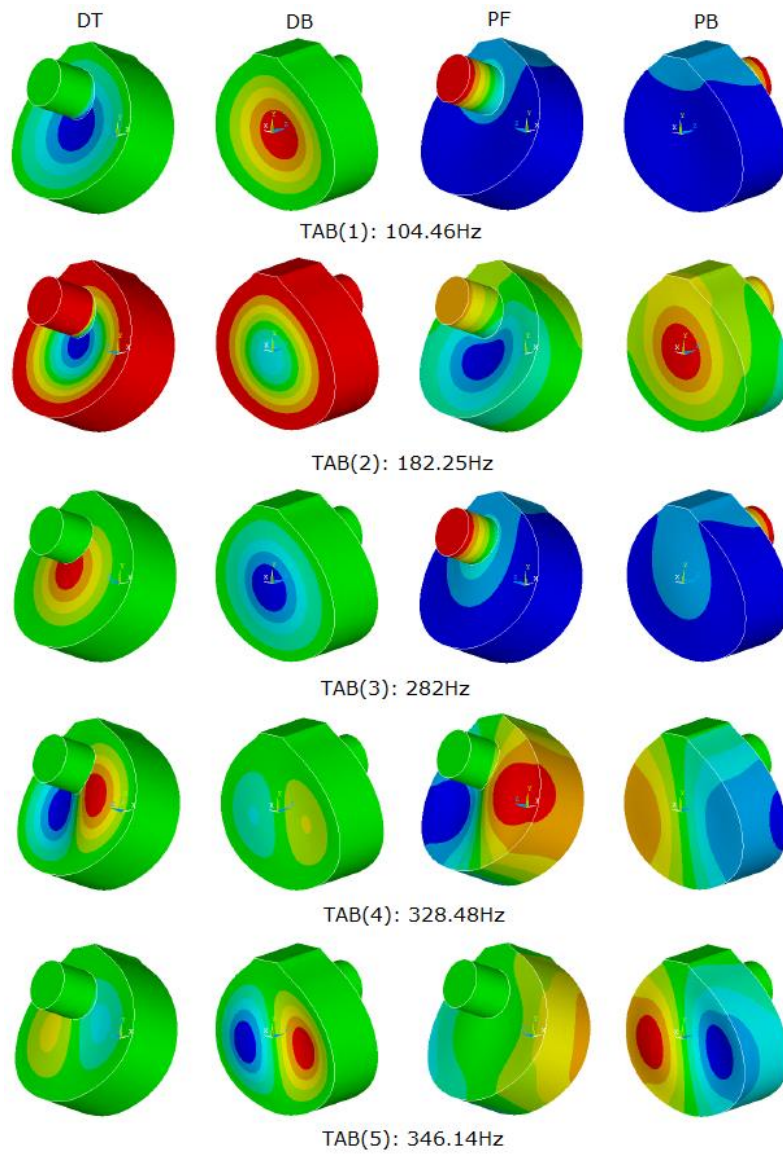 DT DB PF PB
TAB(1): 104.46Hz
TAB(2): 182.25Hz
TAB(3): 282Hz
TAB(4): 328.48Hz
TAB(5): 346.14Hz